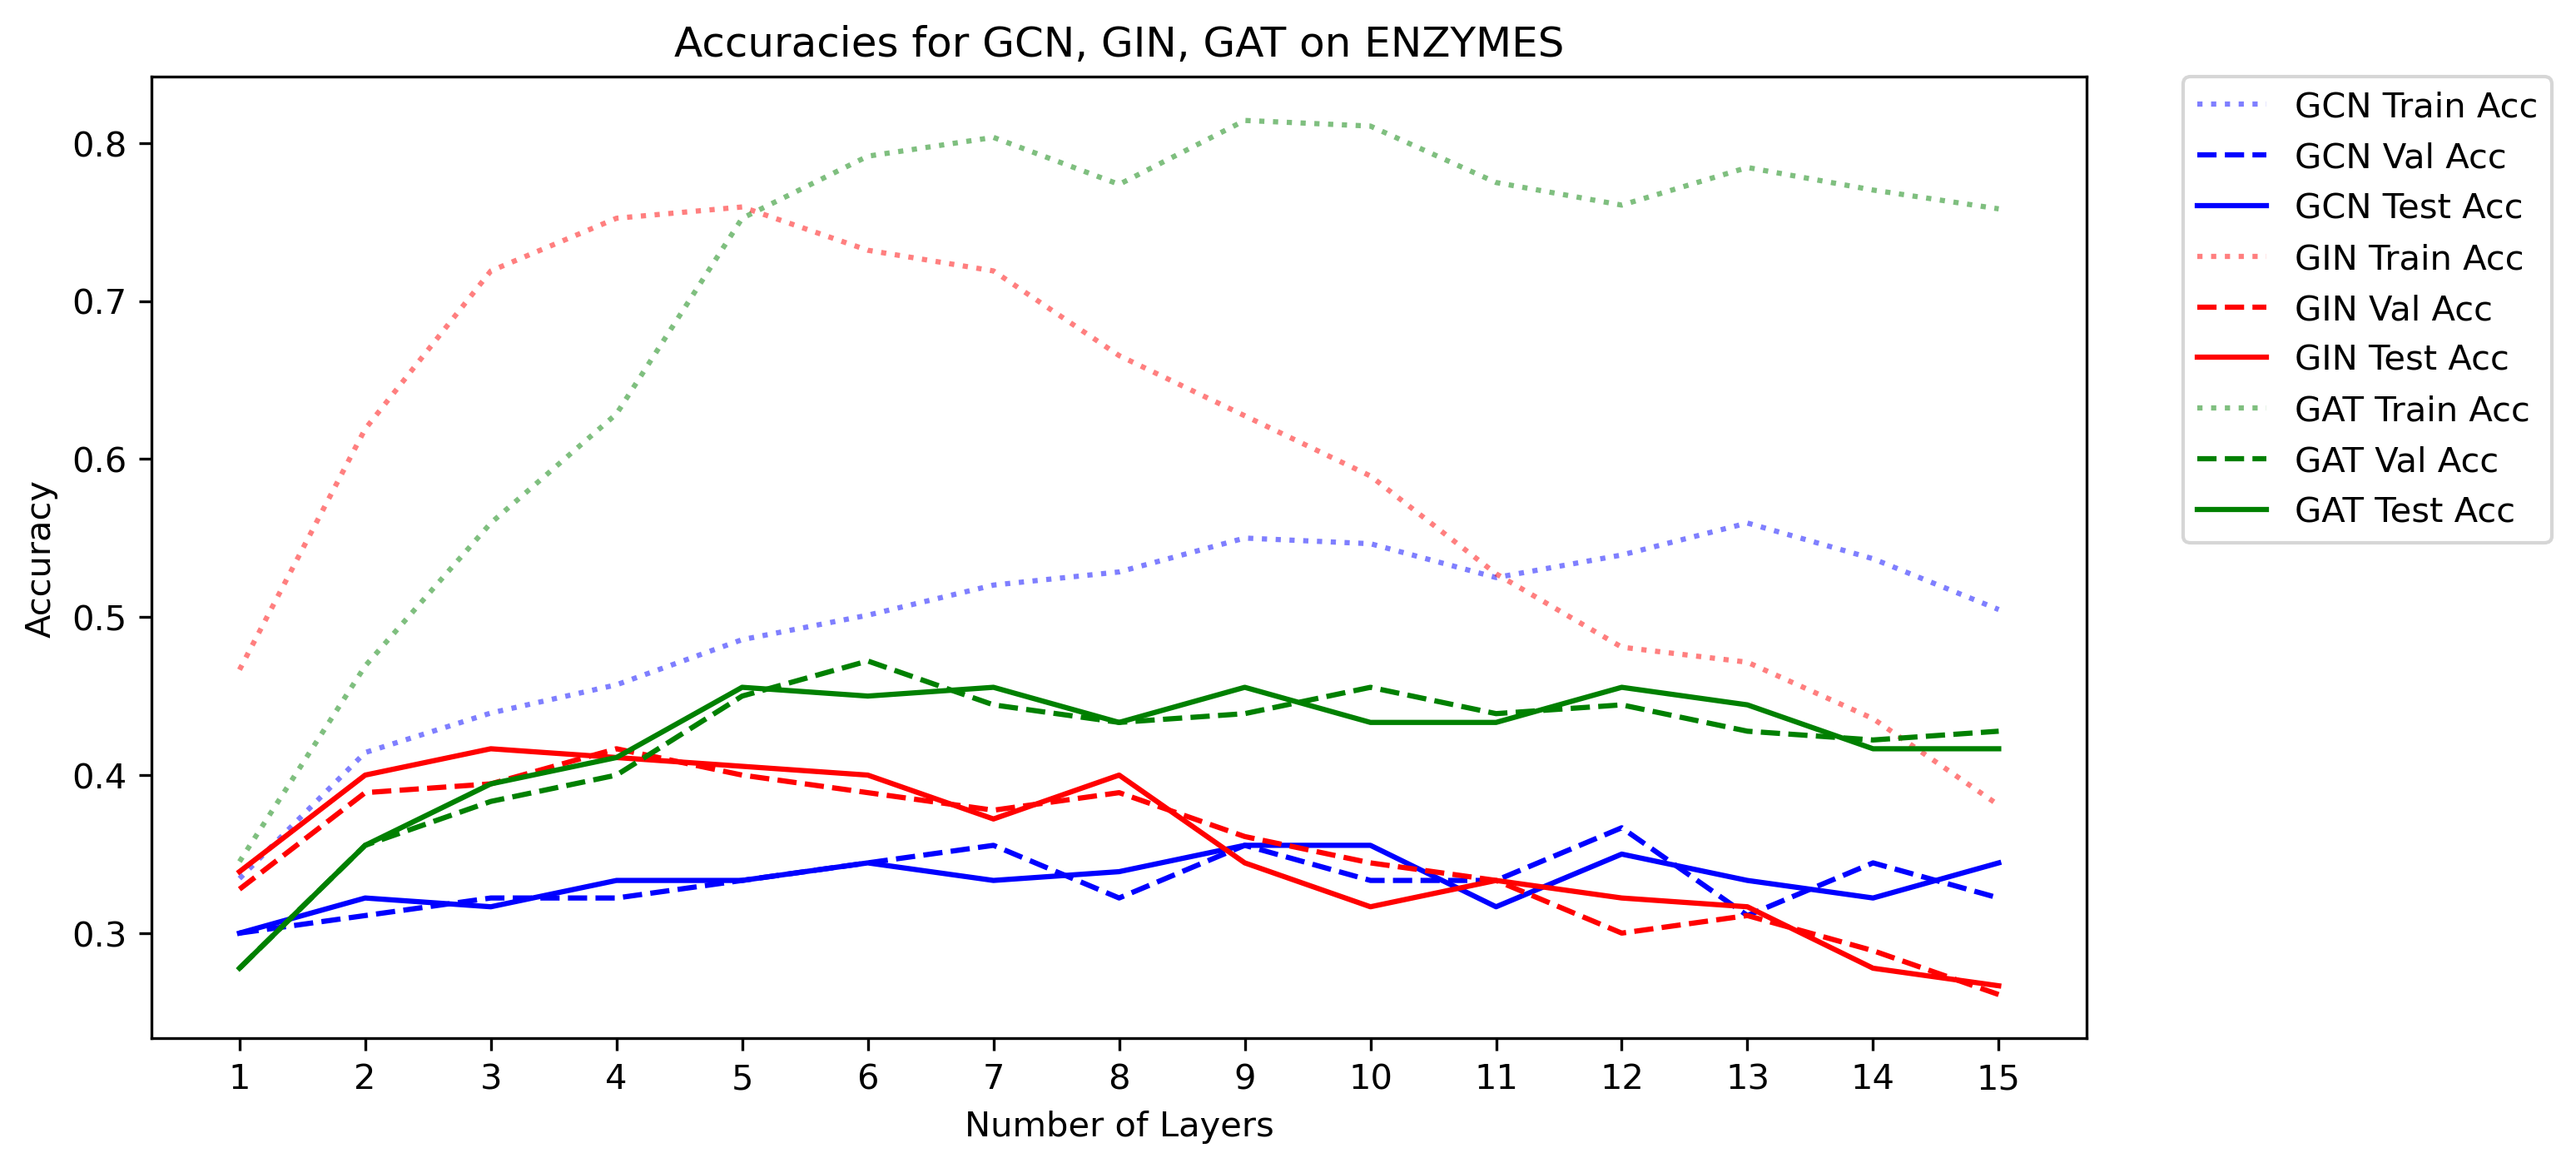 Accuracies for GCN, GIN, GAT on ENZYMES
GCN Train Acc
GCN Val Acc
GCN Test Acc
GIN Train Acc
GIN Val Acc
GIN Test Acc
GAT Train Acc
GAT Val Acc
GAT Test Acc
Accuracy
0.8
0.7
0.6
0.5
0.4
0.3
1 2 3 4 5 6 7 8 9 10 11 12 13 14 15
Number of Layers